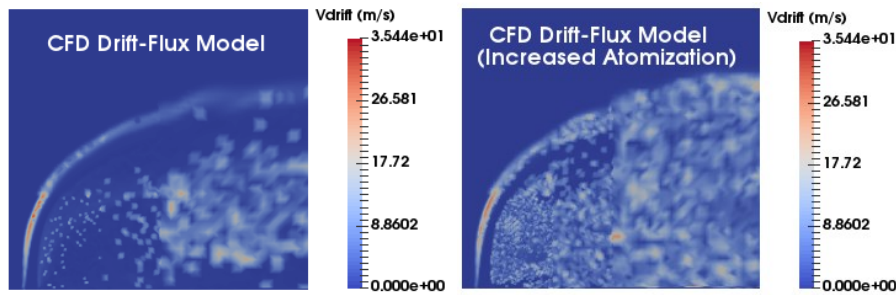 CFD Drift-Flux Model
Vdrift (m/s)
3.544e+01
26.581
17.72
8.8602
0.000e+00
CFD Drift-Flux Model
(Increased Atomization)
Vdrift (m/s)
3.544e+01
26.581
17.72
8.8602
0.000e+00